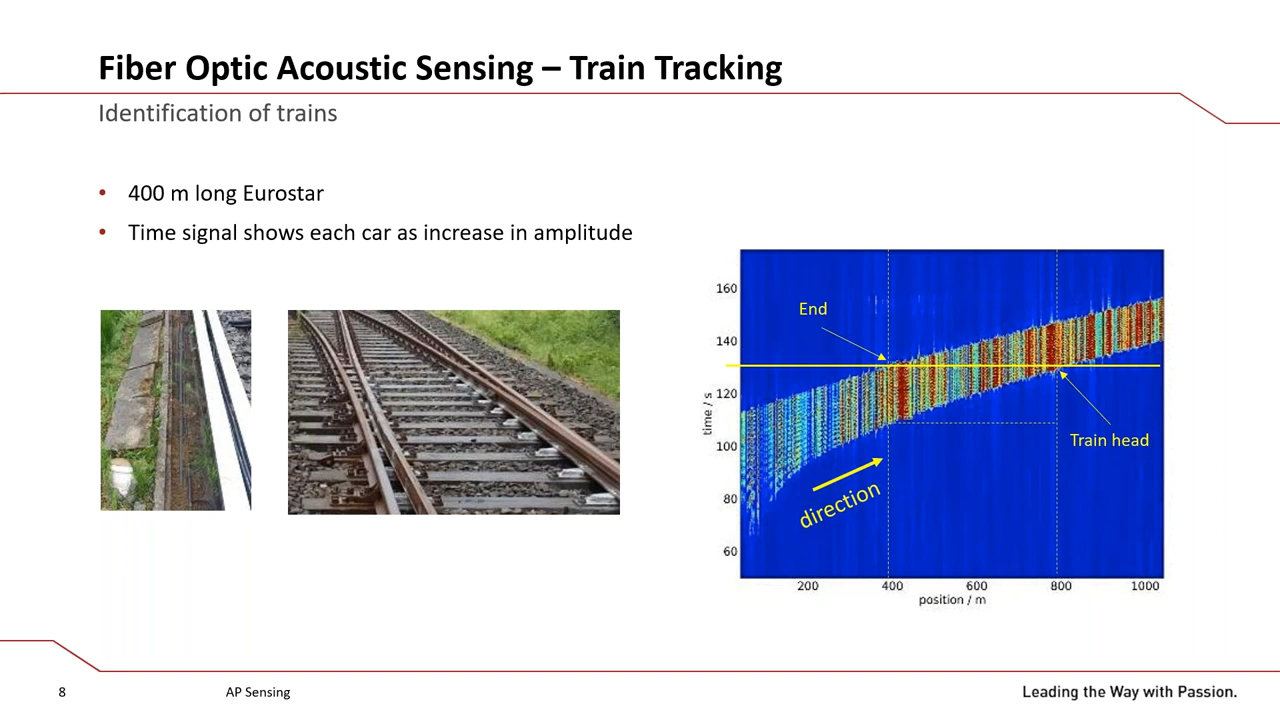 Fiber Optic Acoustic Sensing – Train Tracking
Identification of trains
• 400 m long Eurostar
• Time signal shows each car as increase in amplitude
160
140
120
100
80
60
time / s
End
Train head
direction
200 400 600 800 1000
position / m
8
AP Sensing
Leading the Way with Passion.